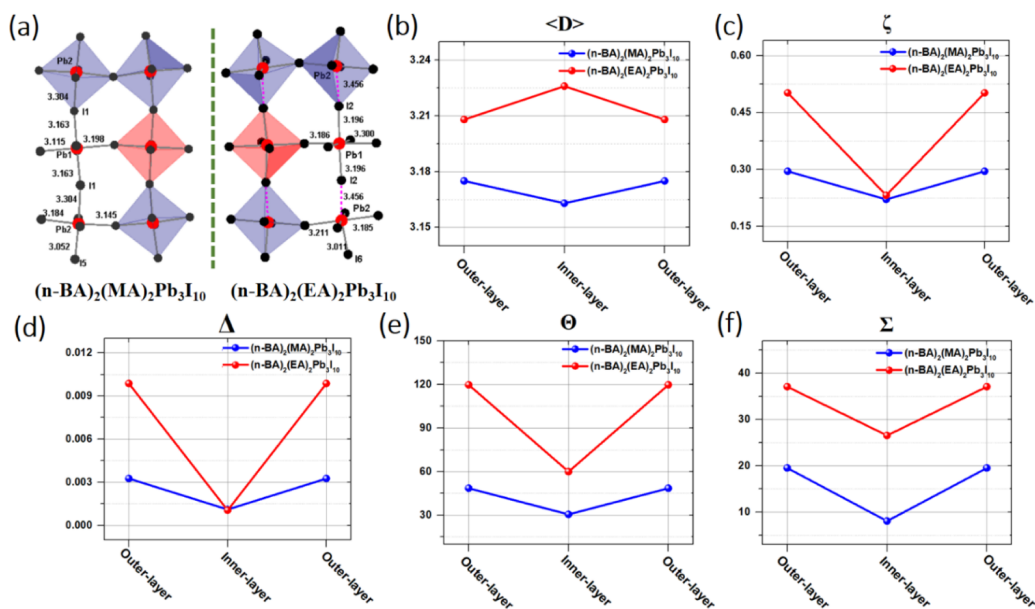 (a)
Pb2
3.304
I1
3.163
3.115
3.198
Pb1
3.163
I1
3.304
3.184
3.145
Pb2
3.052
I5
Pb2
3.456
I2
3.196
3.186
3.300
Pb1
3.196
I2
3.456
Pb2
3.211
3.185
3.011
I6
(n-BA)₂(MA)₂Pb₃I₁₀
(n-BA)₂(EA)₂Pb₃I₁₀
(b)
<D>
(n-BA)₂(MA)₂Pb₃I₁₀
(n-BA)₂(EA)₂Pb₃I₁₀
3.24
3.21
3.18
3.15
Outer-layer
Inner-layer
Outer-layer
(c)
ζ
(n-BA)₂(MA)₂Pb₃I₁₀
(n-BA)₂(EA)₂Pb₃I₁₀
0.60
0.45
0.30
0.15
Outer-layer
Inner-layer
Outer-layer
(d)
Δ
(n-BA)₂(MA)₂Pb₃I₁₀
(n-BA)₂(EA)₂Pb₃I₁₀
0.012
0.009
0.006
0.003
0.000
Outer-layer
Inner-layer
Outer-layer
(e)
Θ
(n-BA)₂(MA)₂Pb₃I₁₀
(n-BA)₂(EA)₂Pb₃I₁₀
150
120
90
60
30
Outer-layer
Inner-layer
Outer-layer
(f)
Σ
(n-BA)₂(MA)₂Pb₃I₁₀
(n-BA)₂(EA)₂Pb₃I₁₀
40
30
20
10
Outer-layer
Inner-layer
Outer-layer